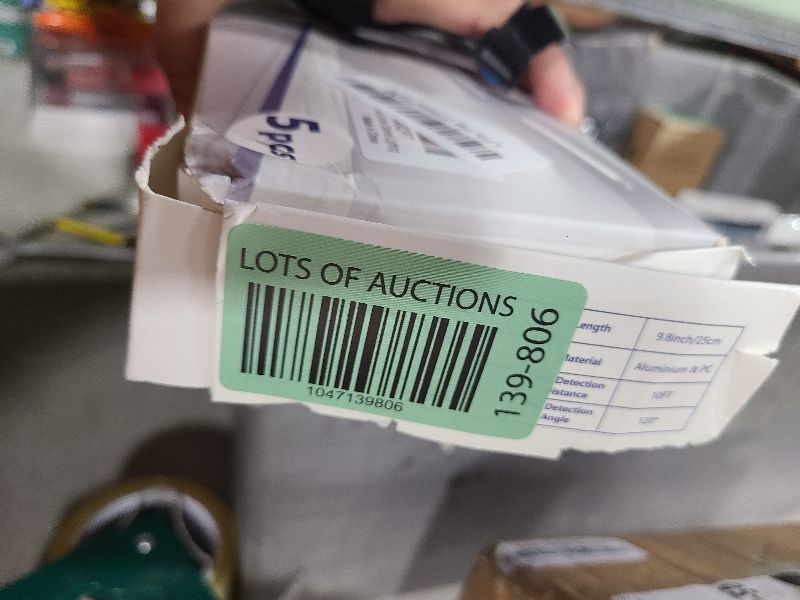 5 pcs
LOTS OF AUCTIONS
1047139806
139-806
Length 9.8inch/25cm
Material Aluminium & PC
Detection Distance 10FT
Detection Angle 120°